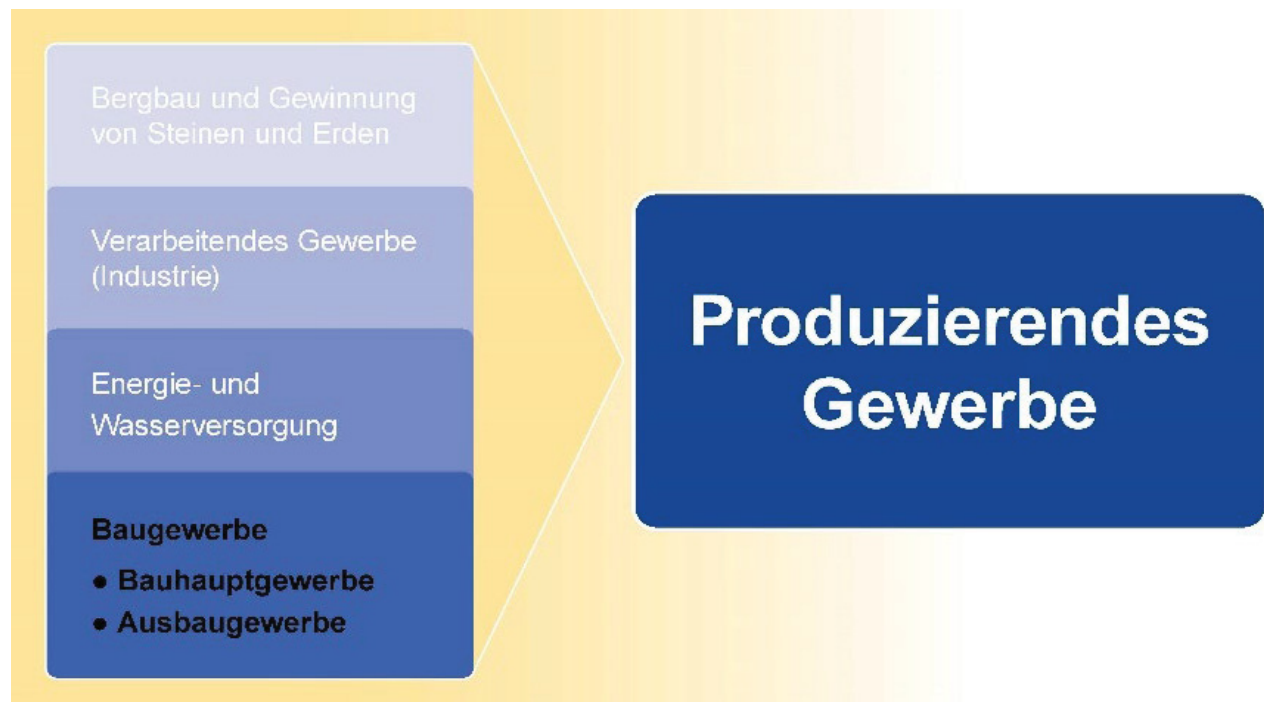 Bergbau und Gewinnung
von Steinen und Erden
Verarbeitendes Gewerbe
(Industrie)
Energie- und
Wasserversorgung
Baugewerbe
● Bauhauptgewerbe
● Ausbaugewerbe
Produzierendes
Gewerbe